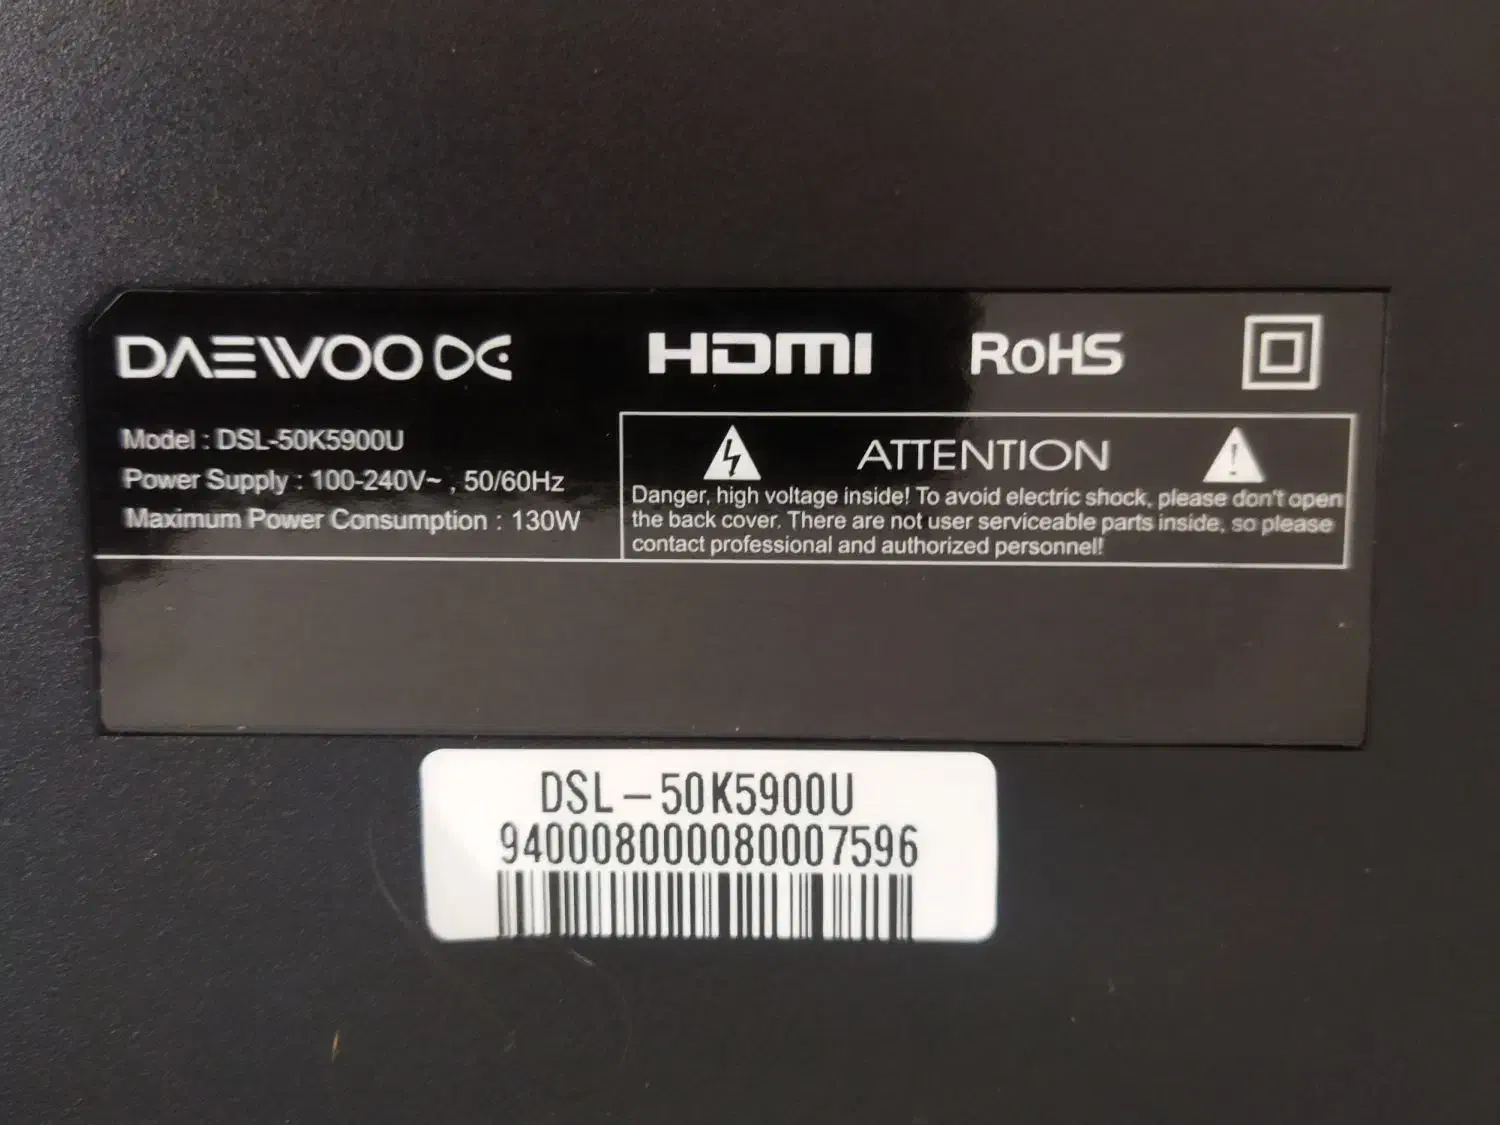 DAEWOO
HDMI
RoHS
Model : DSL-50K5900U
Power Supply : 100-240V~ , 50/60Hz
Maximum Power Consumption : 130W
ATTENTION
Danger, high voltage inside! To avoid electric shock, please don't open
the back cover. There are not user serviceable parts inside, so please
contact professional and authorized personnel!
DSL-50K5900U
940008000080007596